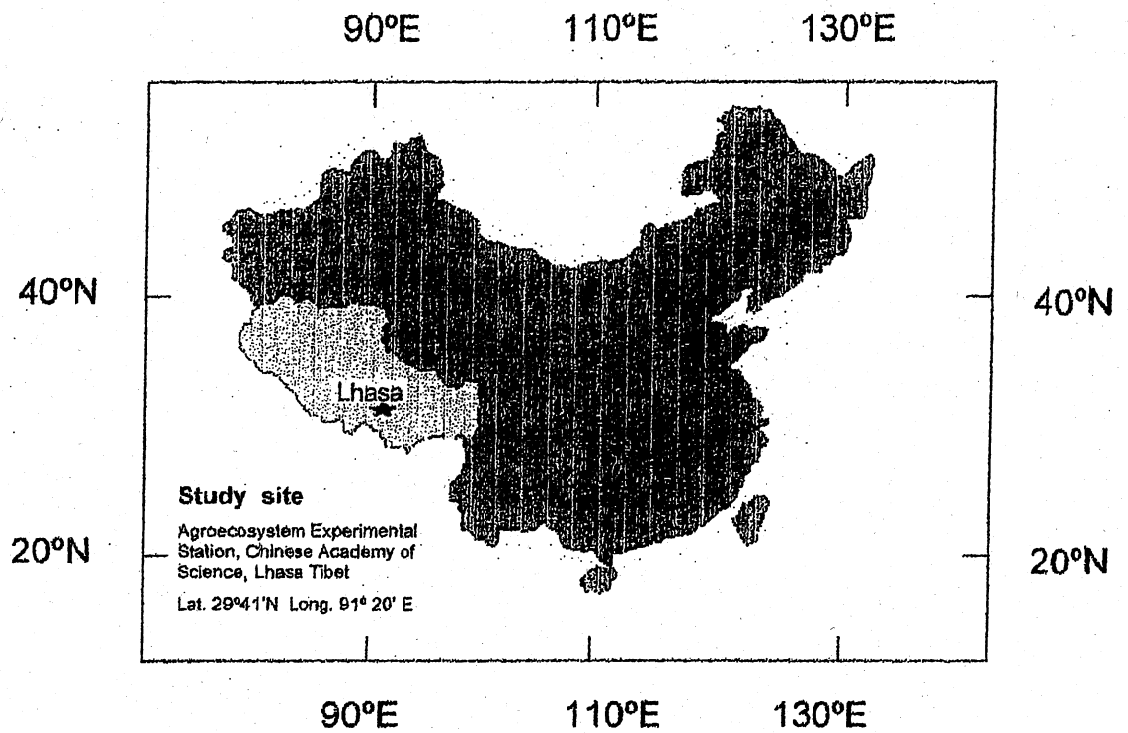 90ºE 110ºE 130ºE
40ºN 40ºN
Lhasa
Study site
Agroecosystem Experimental
Station, Chinese Academy of
Science, Lhasa Tibet
20ºN 20ºN
Lat. 29º41'N Long. 91º 20' E
90ºE 110ºE 130ºE